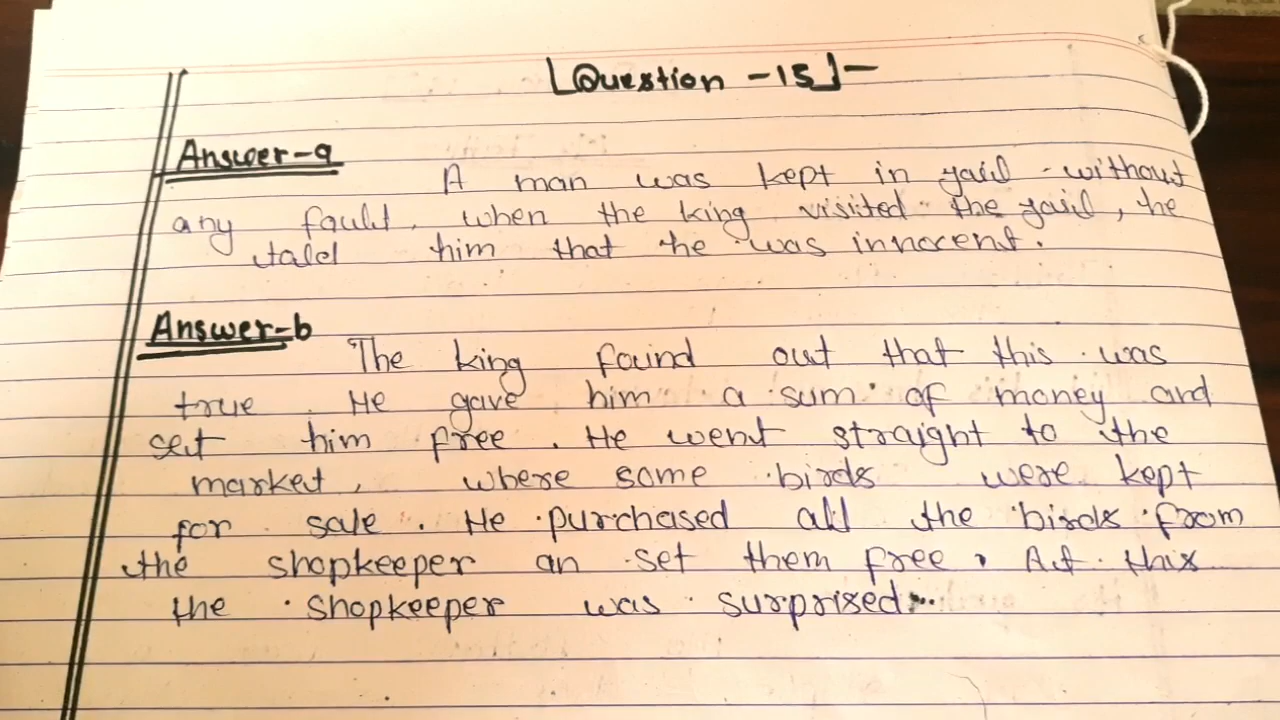 [Question -15]-
Answer-a
A man was kept in jail without
any fault. when the king visited the jail, he
told him that he was innocent.
Answer-b
The king found out that this was
true. He gave him a sum of money and
set him free. He went straight to the
market, where some birds were kept
for sale. He purchased all the birds from
the shopkeeper an set them free. At this
the shopkeeper was surprised..